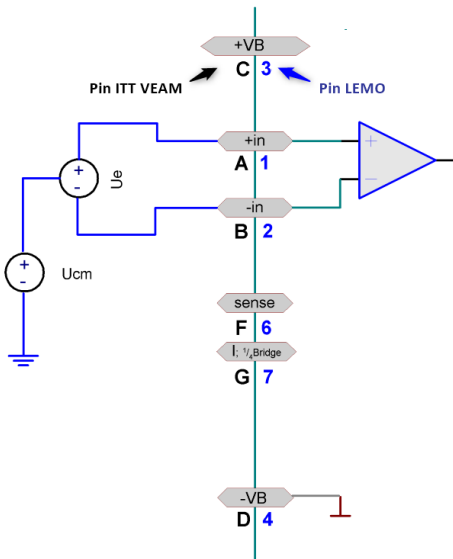 +VB
C 3
Pin ITT VEAM
Pin LEMO
+in
A 1
+
-
Ue
+
-in
B 2
-
+
-
Ucm
sense
F 6
I; 1/4Bridge
G 7
-VB
D 4